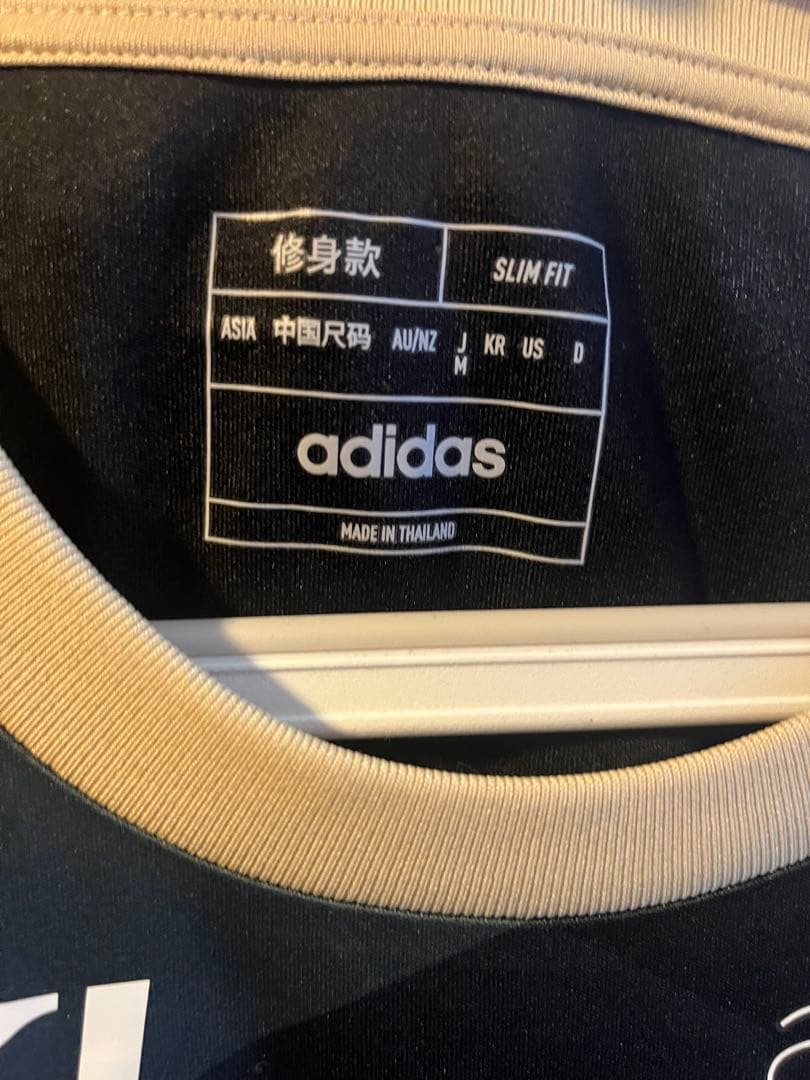 修身款 SLIM FIT
ASIA 中国尺码 AU/NZ J KR US D
M
adidas
MADE IN THAILAND